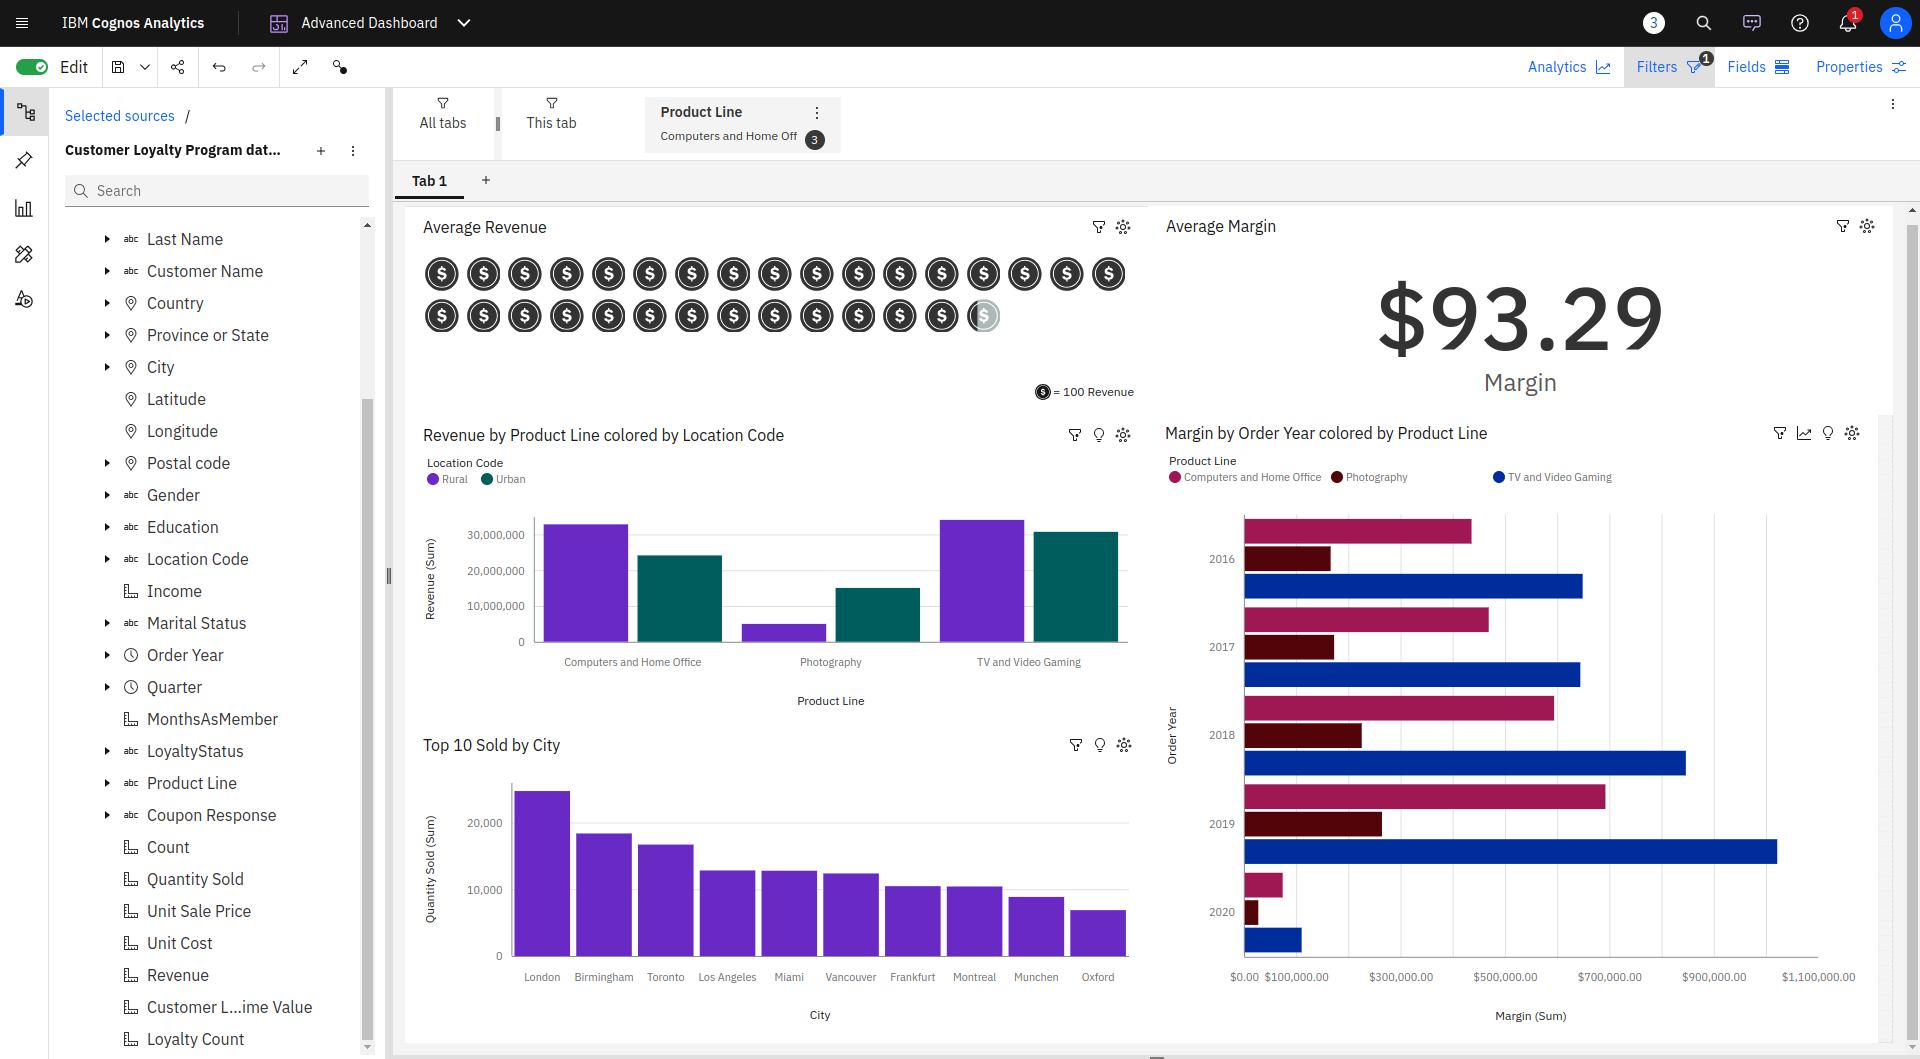 IBM Cognos Analytics
Advanced Dashboard
3
1
Edit
Analytics
Filters
1
Fields
Properties
Selected sources /
Customer Loyalty Program dat...
Search
abc Last Name
abc Customer Name
Country
Province or State
City
Latitude
Longitude
Postal code
abc Gender
abc Education
abc Location Code
Income
abc Marital Status
Order Year
Quarter
MonthsAsMember
abc LoyaltyStatus
abc Product Line
abc Coupon Response
Count
Quantity Sold
Unit Sale Price
Unit Cost
Revenue
Customer L...ime Value
Loyalty Count
All tabs
This tab
Product Line
Computers and Home Off
3
Tab 1
Average Revenue
$ $ $ $ $ $ $ $ $ $ $ $ $ $ $ $ $
$ $ $ $ $ $ $ $ $ $ $ $ $ $
$ = 100 Revenue
Average Margin
$93.29
Margin
Revenue by Product Line colored by Location Code
Location Code
Rural Urban
Revenue (Sum)
30,000,000
20,000,000
10,000,000
0
Computers and Home Office Photography TV and Video Gaming
Product Line
Top 10 Sold by City
Quantity Sold (Sum)
20,000
10,000
0
London Birmingham Toronto Los Angeles Miami Vancouver Frankfurt Montreal Munchen Oxford
City
Margin by Order Year colored by Product Line
Product Line
Computers and Home Office Photography TV and Video Gaming
Order Year
2016
2017
2018
2019
2020
$0.00 $100,000.00 $300,000.00 $500,000.00 $700,000.00 $900,000.00 $1,100,000.00
Margin (Sum)